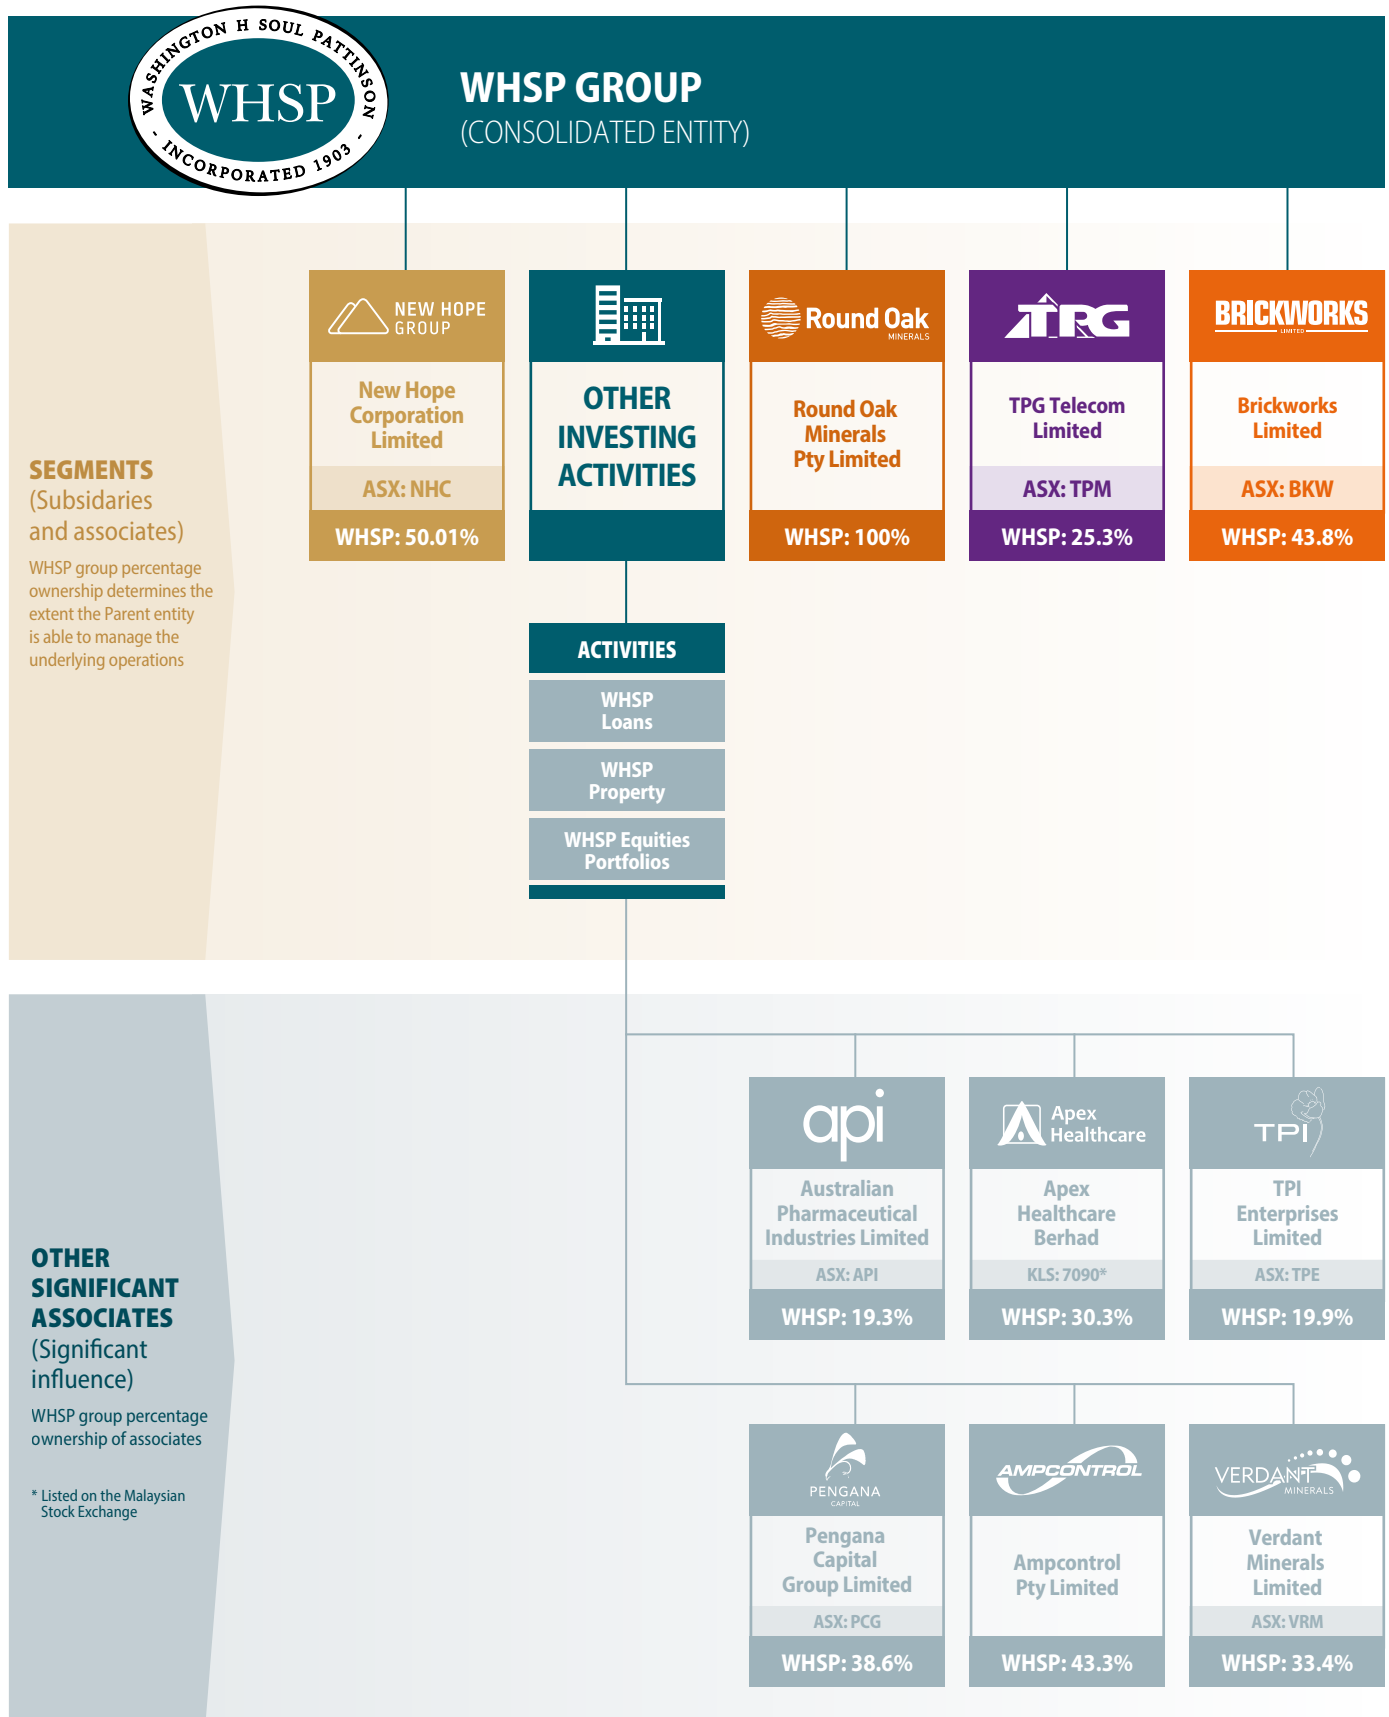 WASHINGTON H SOUL PATTINSON
WHSP
- INCORPORATED 1903 -
WHSP GROUP
(CONSOLIDATED ENTITY)
SEGMENTS
(Subsidaries
and associates)
WHSP group percentage
ownership determines the
extent the Parent entity
is able to manage the
underlying operations
NEW HOPE
GROUP
New Hope
Corporation
Limited
ASX: NHC
WHSP: 50.01%
OTHER
INVESTING
ACTIVITIES
Round Oak
MINERALS
Round Oak
Minerals
Pty Limited
WHSP: 100%
TPG
TPG Telecom
Limited
ASX: TPM
WHSP: 25.3%
BRICKWORKS
LIMITED
Brickworks
Limited
ASX: BKW
WHSP: 43.8%
ACTIVITIES
WHSP
Loans
WHSP
Property
WHSP Equities
Portfolios
OTHER
SIGNIFICANT
ASSOCIATES
(Significant
influence)
WHSP group percentage
ownership of associates
* Listed on the Malaysian
Stock Exchange
api
Australian
Pharmaceutical
Industries Limited
ASX: API
WHSP: 19.3%
Apex
Healthcare
Apex
Healthcare
Berhad
KLS: 7090*
WHSP: 30.3%
TPI
TPI
Enterprises
Limited
ASX: TPE
WHSP: 19.9%
PENGANA
CAPITAL
Pengana
Capital
Group Limited
ASX: PCG
WHSP: 38.6%
AMPCONTROL
Ampcontrol
Pty Limited
WHSP: 43.3%
VERDANT
MINERALS
Verdant
Minerals
Limited
ASX: VRM
WHSP: 33.4%